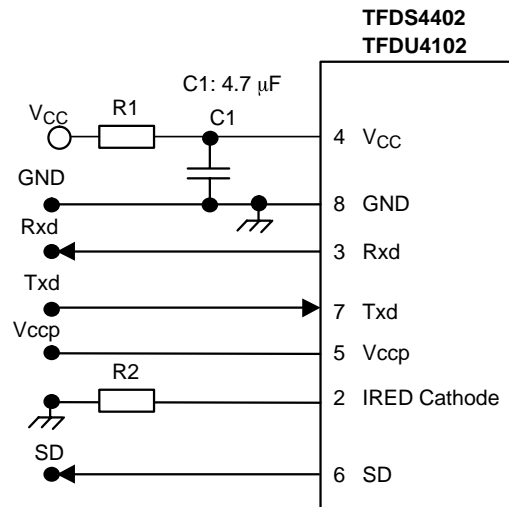 TFDS4402
TFDU4102
C1: 4.7 μF
VCC
R1
C1
4 VCC
GND
8 GND
Rxd
3 Rxd
Txd
7 Txd
Vccp
5 Vccp
R2
2 IRED Cathode
SD
6 SD